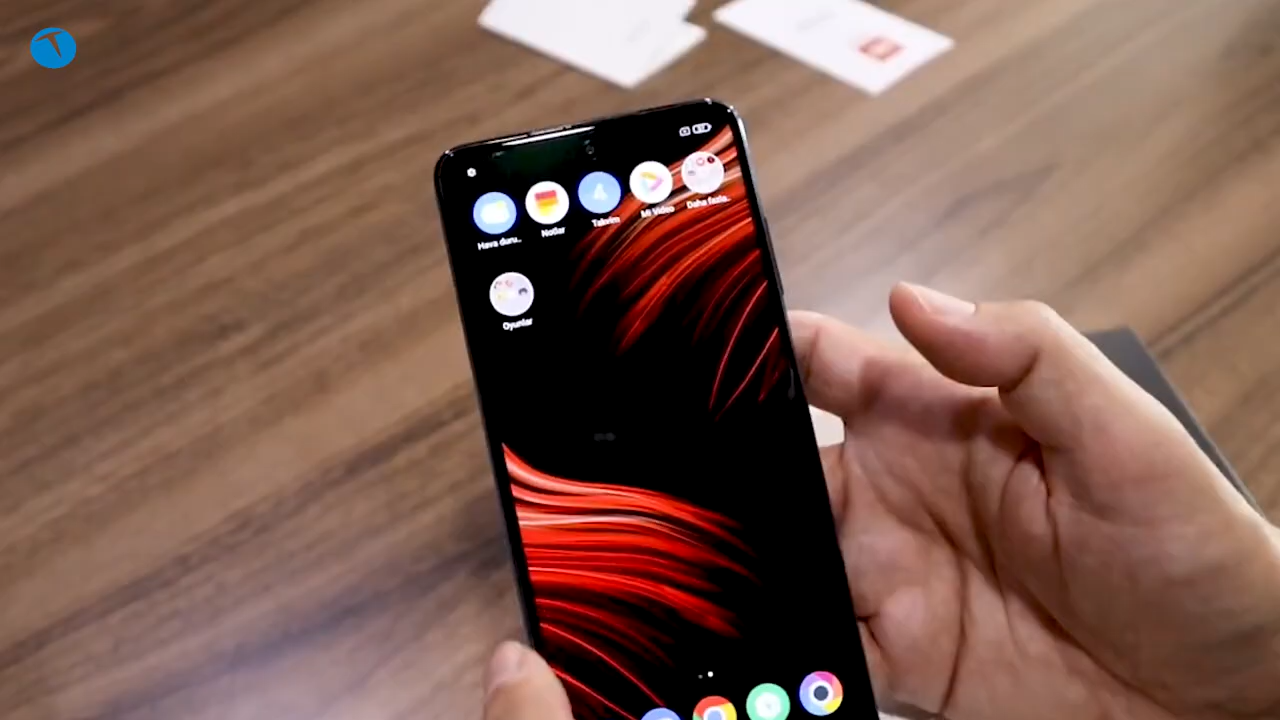 Hava duru..
Notlar
Takvim
Mi Video
Daha fazla..
Oyunlar